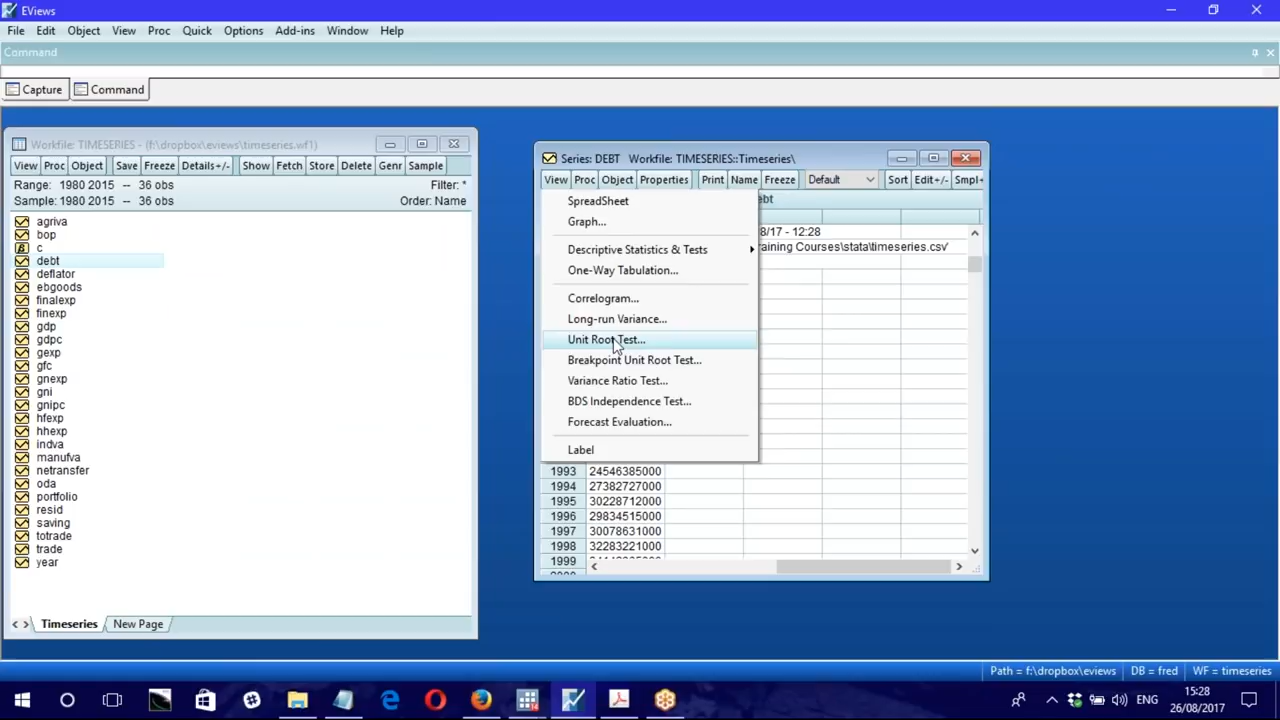 EViews
File Edit Object View Proc Quick Options Add-ins Window Help
Command
Capture Command
Workfile: TIMESERIES - (f:\dropbox\eviews\timeseries.wf1)
View Proc Object Save Freeze Details+/- Show Fetch Store Delete Genr Sample
Range: 1980 2015 -- 36 obs Filter: *
Sample: 1980 2015 -- 36 obs Order: Name
agriva
bop
c
debt
deflator
ebgoods
finalexp
finexp
gdp
gdpc
gexp
gfc
gnexp
gni
gnipc
hfexp
hhexp
indva
manufva
netransfer
oda
portfolio
resid
saving
totrade
trade
year
Timeseries New Page
Series: DEBT Workfile: TIMESERIES::Timeseries\
View Proc Object Properties Print Name Freeze Default Sort Edit+/- Smpl+
ebt
8/17 - 12:28
raining Courses\stata\timeseries.csv'
SpreadSheet
Graph...
Descriptive Statistics & Tests
One-Way Tabulation...
Correlogram...
Long-run Variance...
Unit Root Test...
Breakpoint Unit Root Test...
Variance Ratio Test...
BDS Independence Test...
Forecast Evaluation...
Label
1993 24546385000
1994 27382727000
1995 30228712000
1996 29834515000
1997 30078631000
1998 32283221000
1999
Path = f:\dropbox\eviews DB = fred WF = timeseries
ENG
15:28
26/08/2017